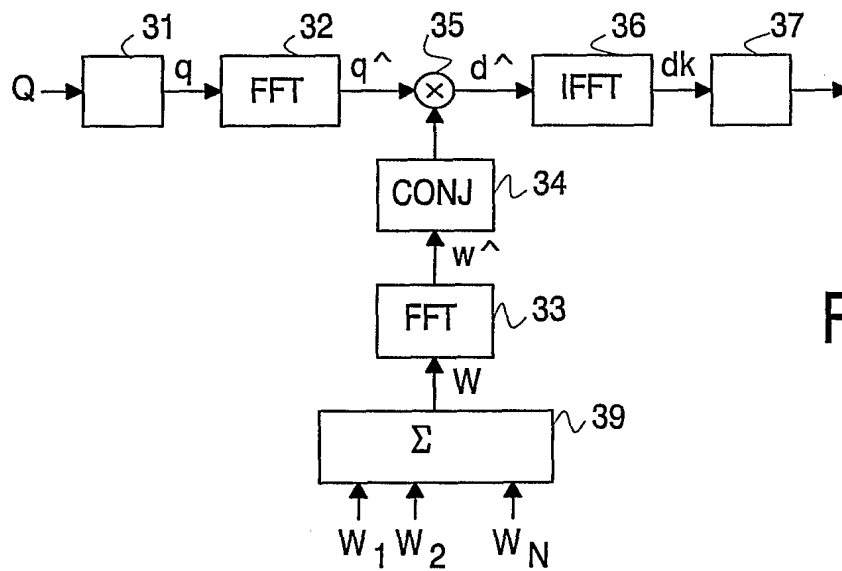 31 32 35 36 37
Q q FFT q^ × d^ IFFT dk
CONJ 34
w^
FFT 33
W
Σ 39
W1 W2 WN
F